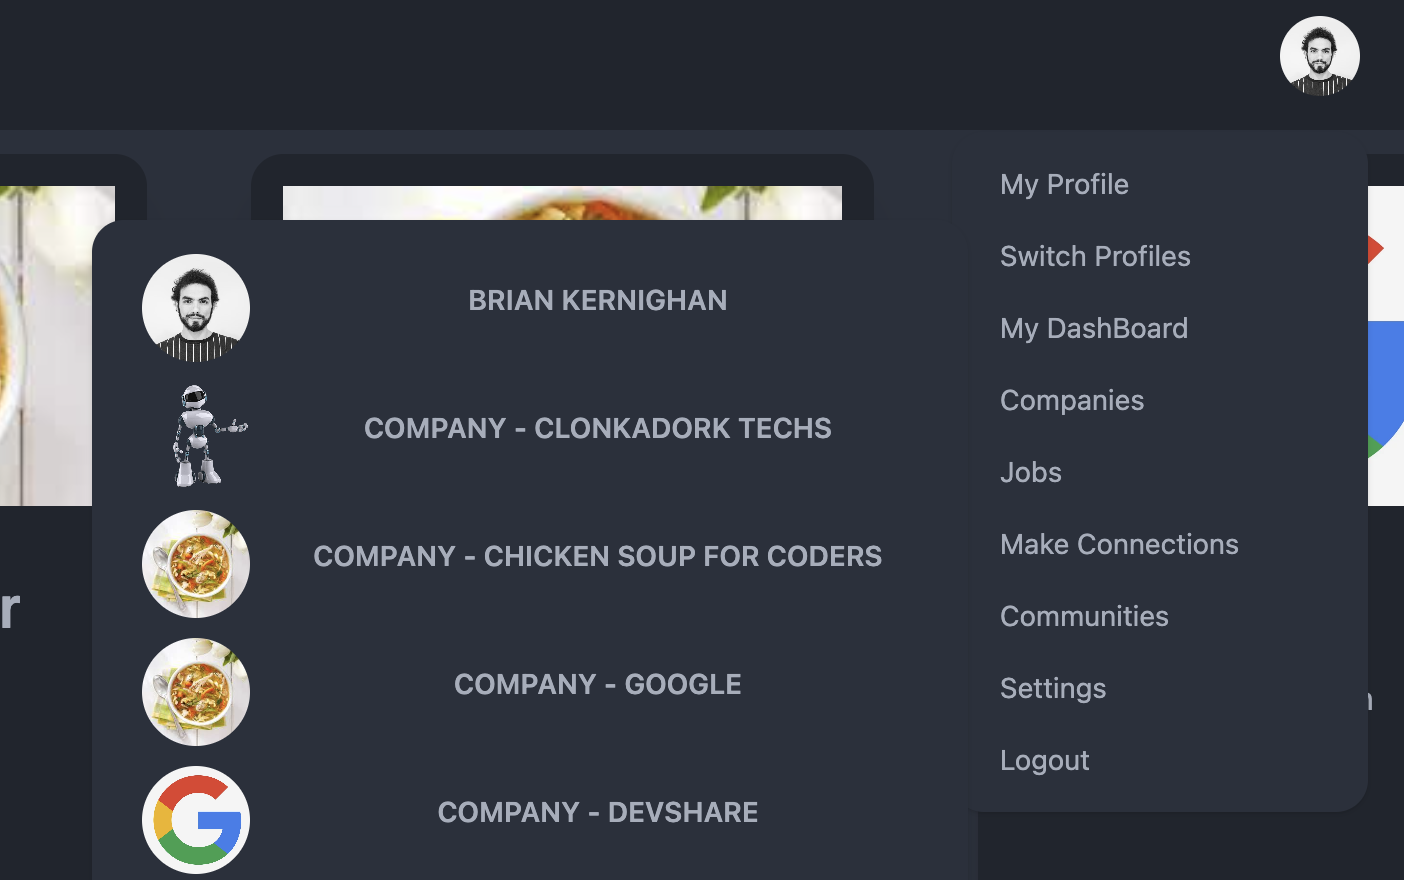 My Profile
Switch Profiles
My DashBoard
Companies
Jobs
Make Connections
Communities
Settings
Logout
BRIAN KERNIGHAN
COMPANY - CLONKADORK TECHS
COMPANY - CHICKEN SOUP FOR CODERS
COMPANY - GOOGLE
COMPANY - DEVSHARE
r